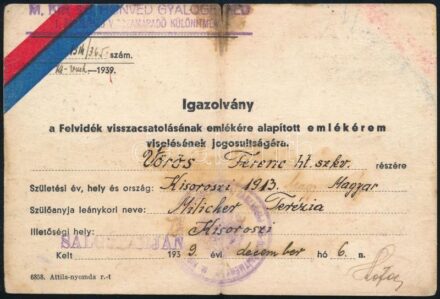 M. KIR. HONVÉD GYALOGEZRED
KÜLÖNÍTMÉNY
szám.
—1939.
Igazolvány
a Felvidék visszacsatolásának emlékére alapított emlékérem
viselésének jogosultságára.
Vörös Ferenc ht. szkv. részére
Születési év, hely és ország: Kisoroszi 1913. Magyar
Szülőanyja leánykori neve: Milicher Terézia
Illetőségi hely: Kisoroszi
SALGÓTARJÁN
Kelt 1939. évi december hó 6. n.
6858. Attila-nyomda r.-t